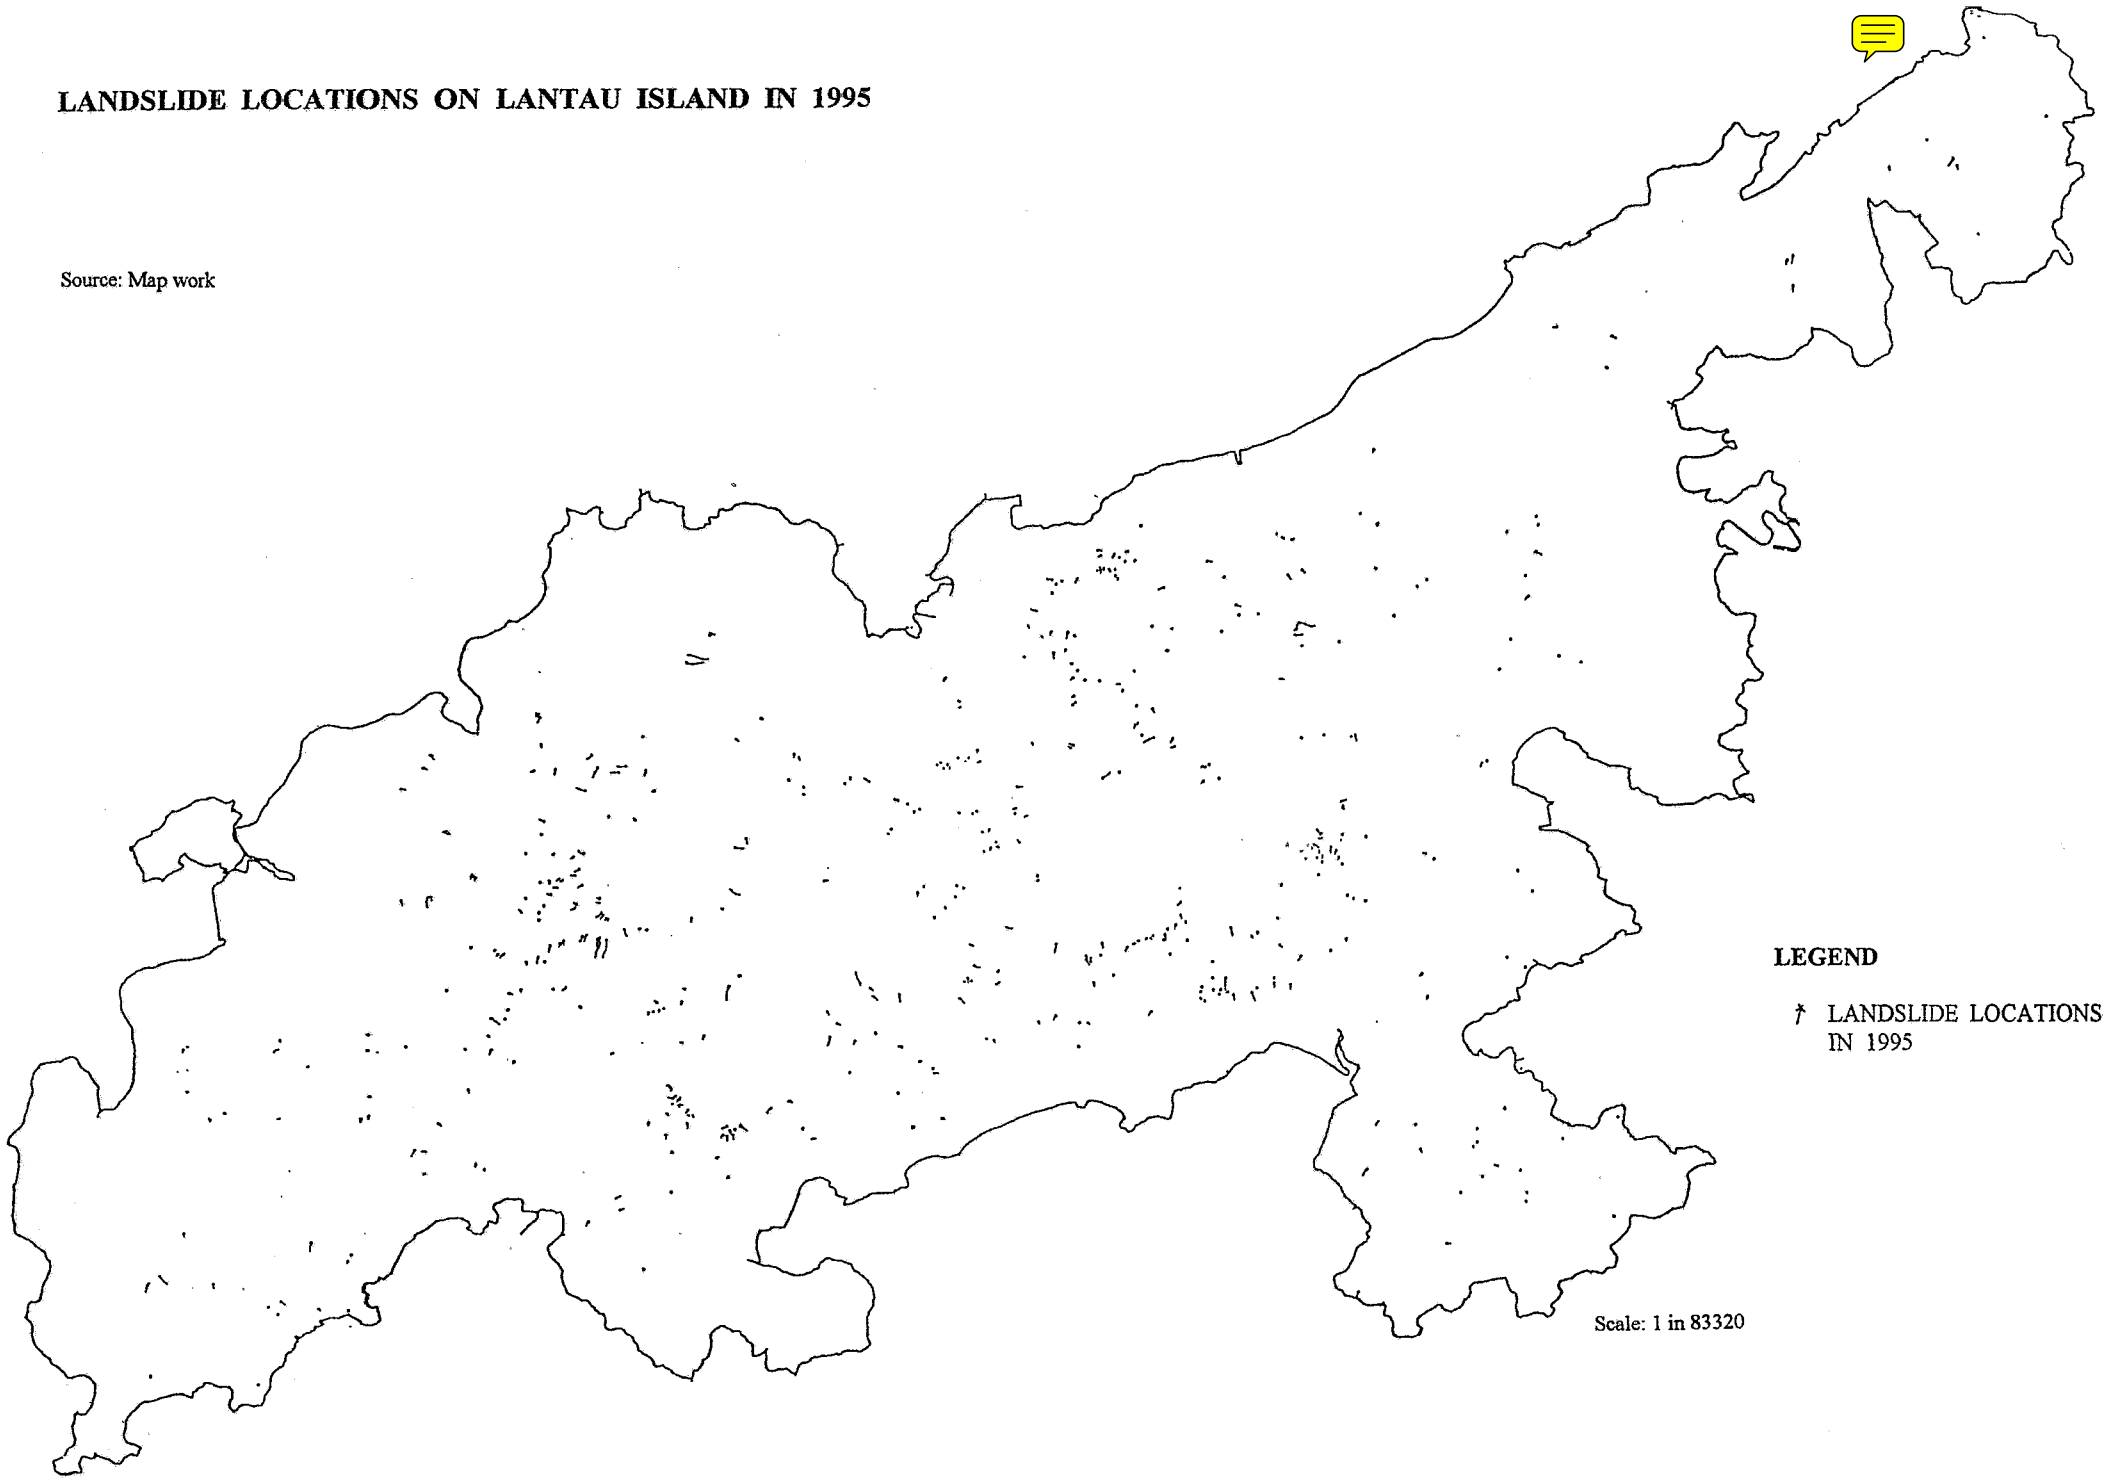 LANDSLIDE LOCATIONS ON LANTAU ISLAND IN 1995
Source: Map work
LEGEND
LANDSLIDE LOCATIONS
IN 1995
Scale: 1 in 83320